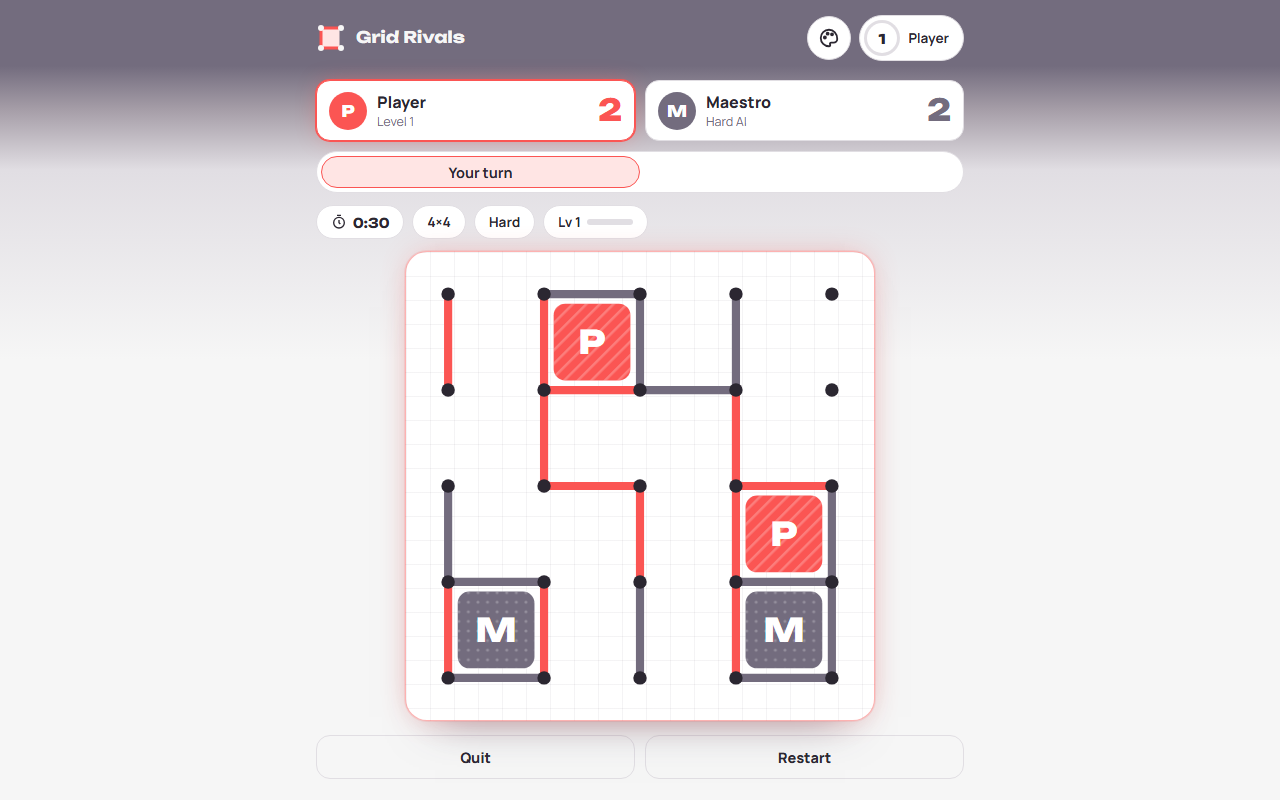 Grid Rivals
1 Player
P Player 2
Level 1
M Maestro 2
Hard AI
Your turn
0:30 4×4 Hard Lv 1
P
P
M M
Quit Restart